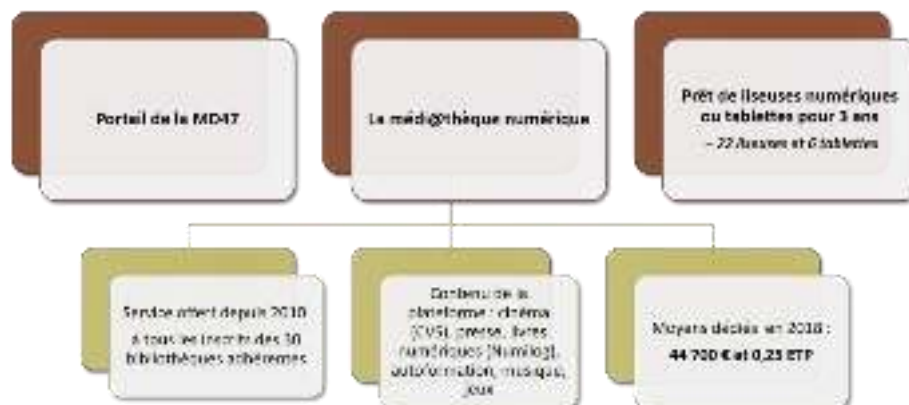 Portail de la MD47
La médi@thèque numérique
Prêt de liseuses numériques
ou tablettes pour 3 ans
– 22 liseuses et 6 tablettes
Service offert depuis 2010
à tous les inscrits des 30
bibliothèques adhérentes
Contenu de la
plateforme : cinéma
(CVS), presse, livres
numériques (Numilog),
autoformation, musique,
jeux
Moyens dédiés en 2018 :
44 700 € et 0,25 ETP